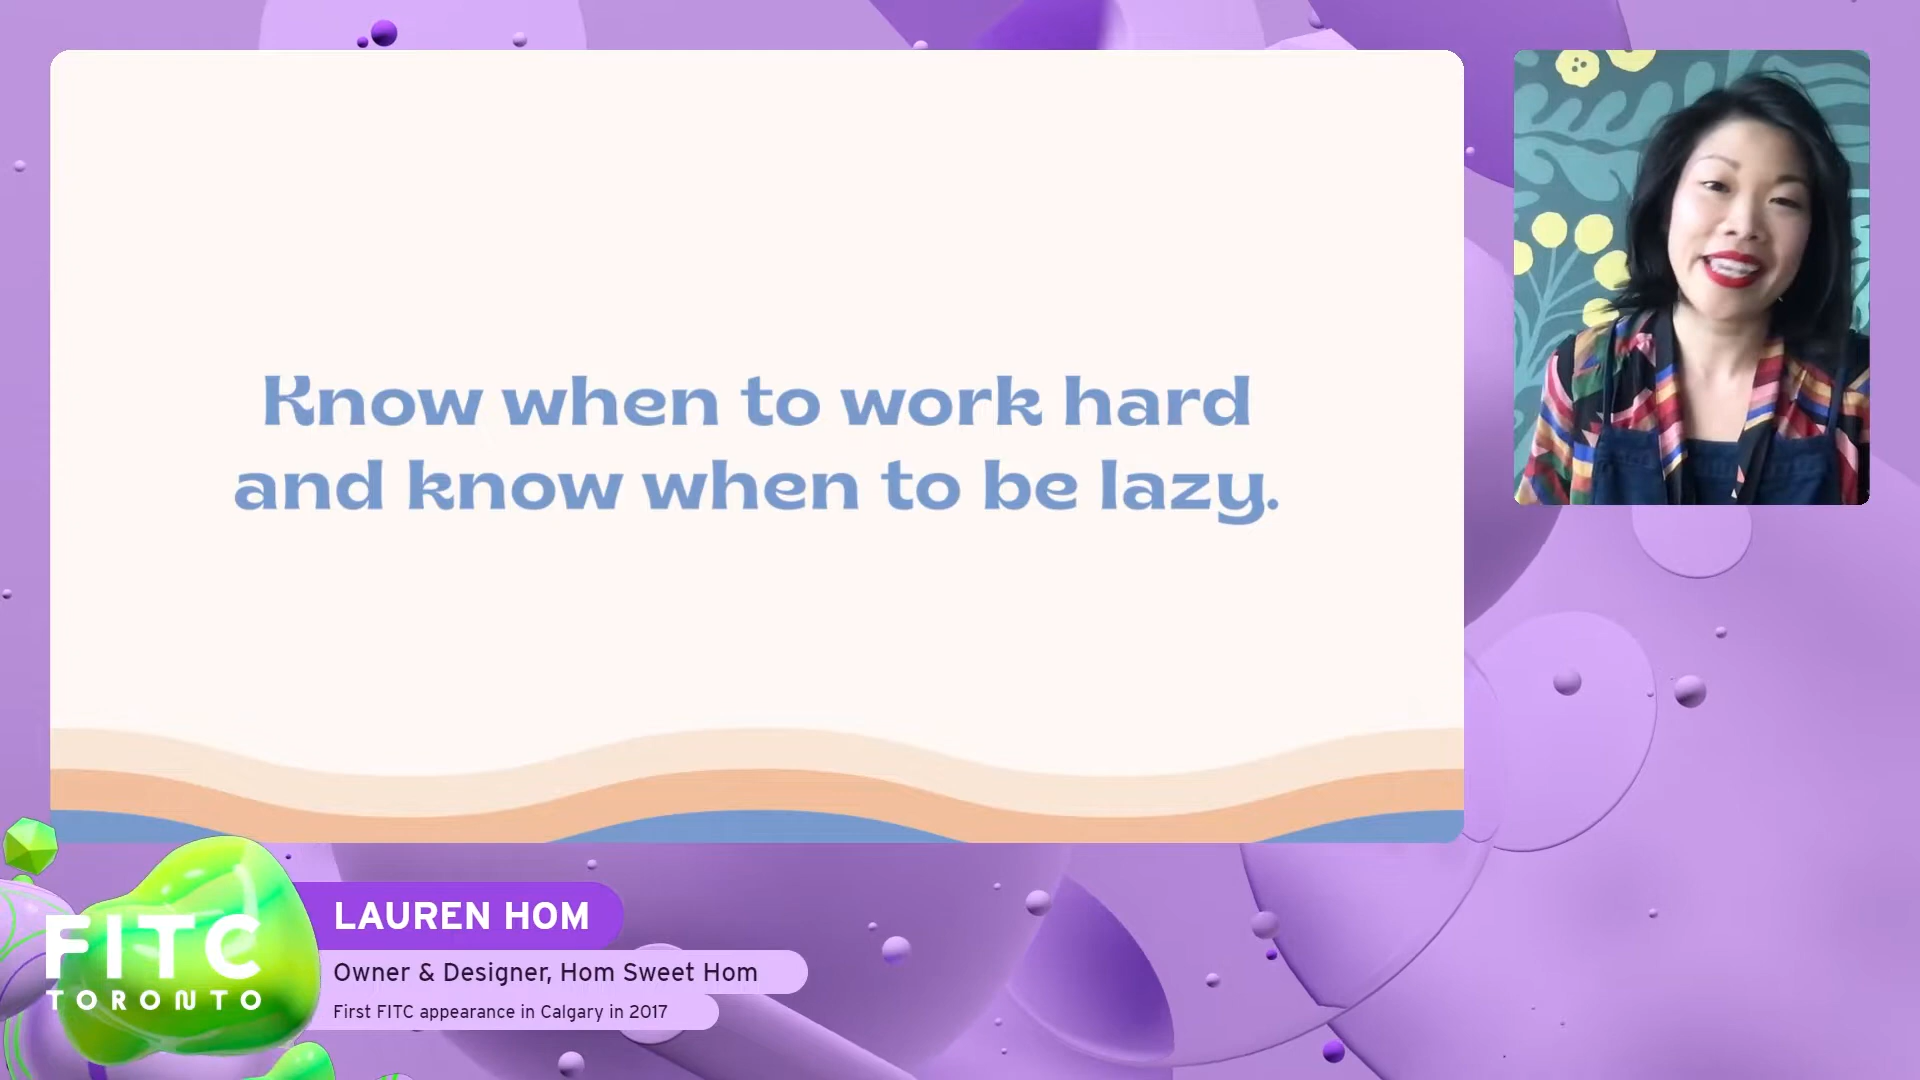 Know when to work hard
and know when to be lazy.
FITC
TORONTO
LAUREN HOM
Owner & Designer, Hom Sweet Hom
First FITC appearance in Calgary in 2017